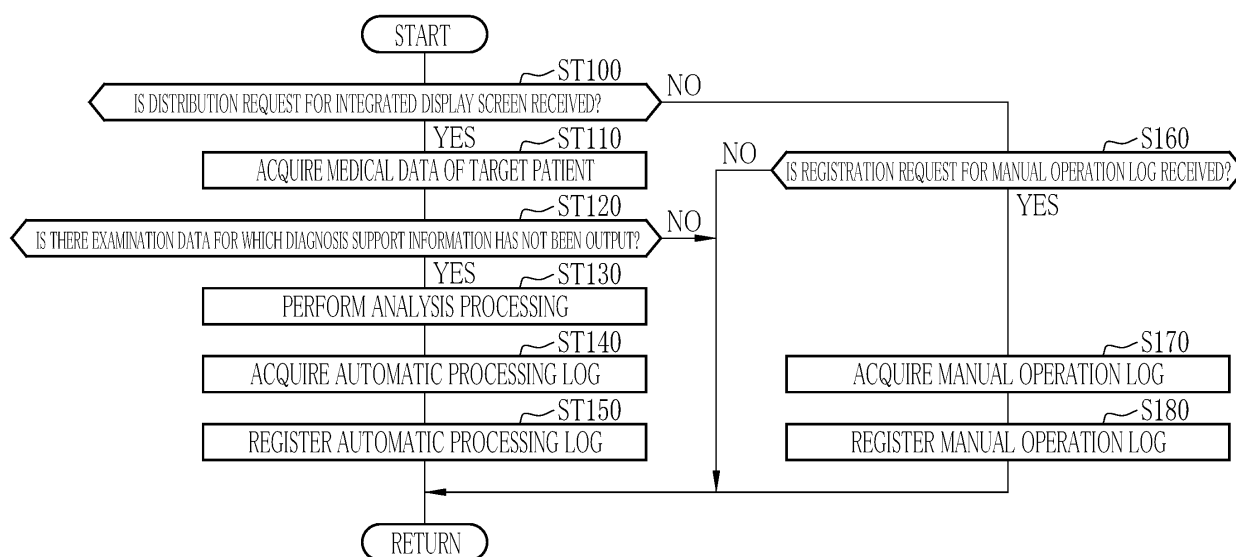 START
ST100
IS DISTRIBUTION REQUEST FOR INTEGRATED DISPLAY SCREEN RECEIVED?
NO
YES
ST110
ACQUIRE MEDICAL DATA OF TARGET PATIENT
NO
S160
IS REGISTRATION REQUEST FOR MANUAL OPERATION LOG RECEIVED?
YES
ST120
IS THERE EXAMINATION DATA FOR WHICH DIAGNOSIS SUPPORT INFORMATION HAS NOT BEEN OUTPUT?
NO
YES
ST130
PERFORM ANALYSIS PROCESSING
ST140
ACQUIRE AUTOMATIC PROCESSING LOG
S170
ACQUIRE MANUAL OPERATION LOG
ST150
REGISTER AUTOMATIC PROCESSING LOG
S180
REGISTER MANUAL OPERATION LOG
RETURN